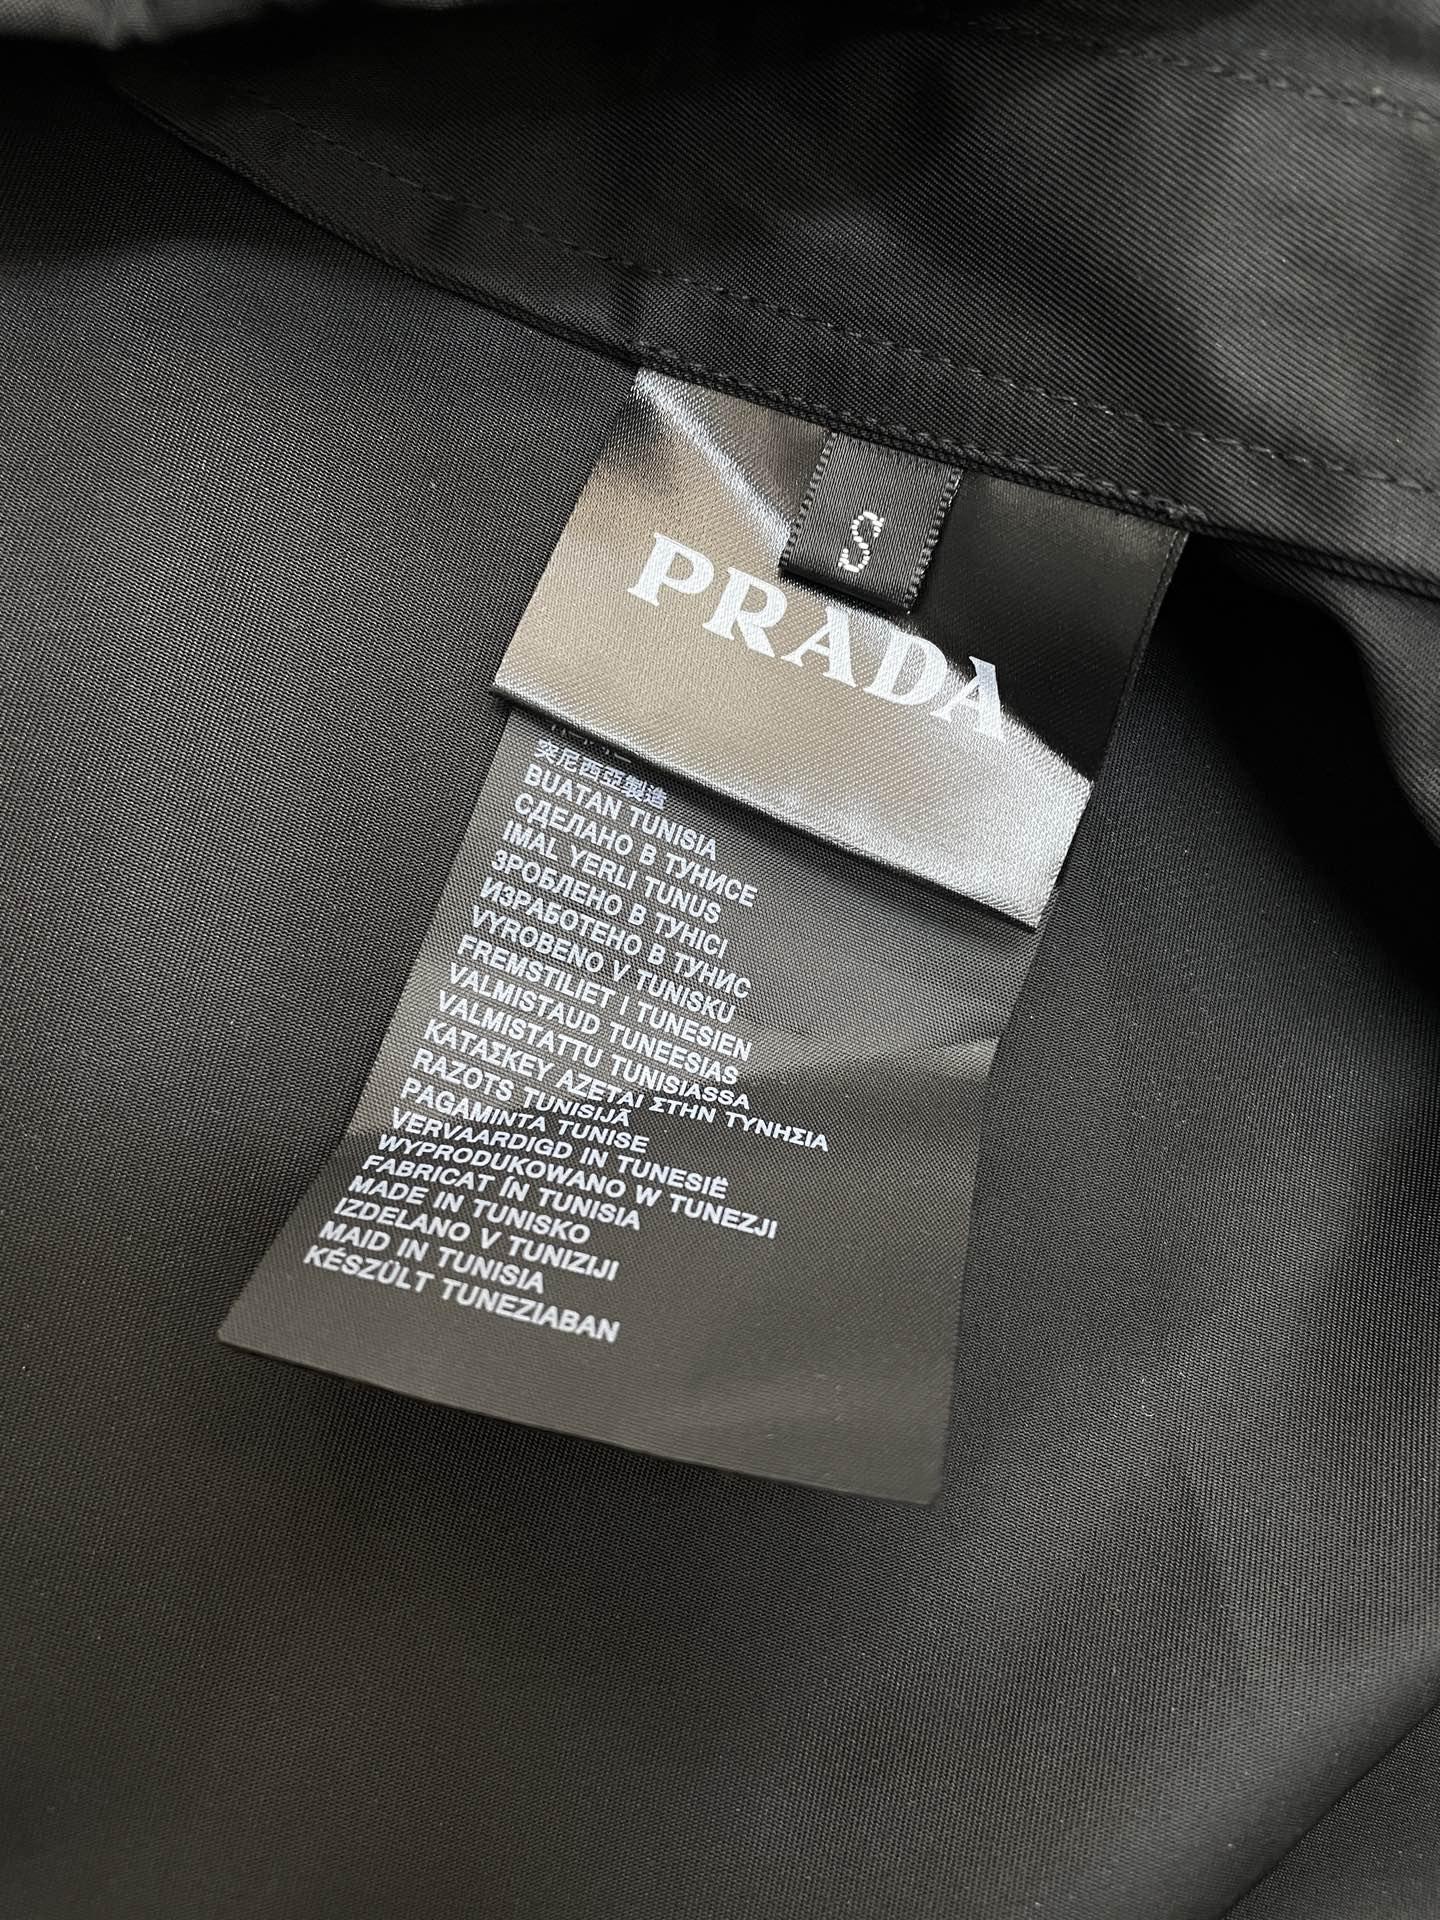 S
PRADA
突尼西亞製造
BUATAN TUNISIA
СДЕЛАНО В ТУНИСЕ
IMAL YERLI TUNUS
ЗРОБЛЕНО В ТУНІСІ
ИЗРАБОТЕНО В ТУНИС
VYROBENO V TUNISKU
FREMSTILIET I TUNESIEN
VALMISTAUD TUNEESIAS
VALMISTATTU TUNISIASSA
ΚΑΤΑΣΚΕΥ ΑΖΕΤΑΙ ΣΤΗΝ ΤΥΝΗΣΙΑ
RAZOTS TUNISIJĀ
PAGAMINTA TUNISE
VERVAARDIGD IN TUNESIË
WYPRODUKOWANO W TUNEZJI
FABRICAT ÎN TUNISIA
MADE IN TUNISKO
IZDELANO V TUNIZIJI
MAID IN TUNISIA
KÉSZÜLT TUNEZIABAN